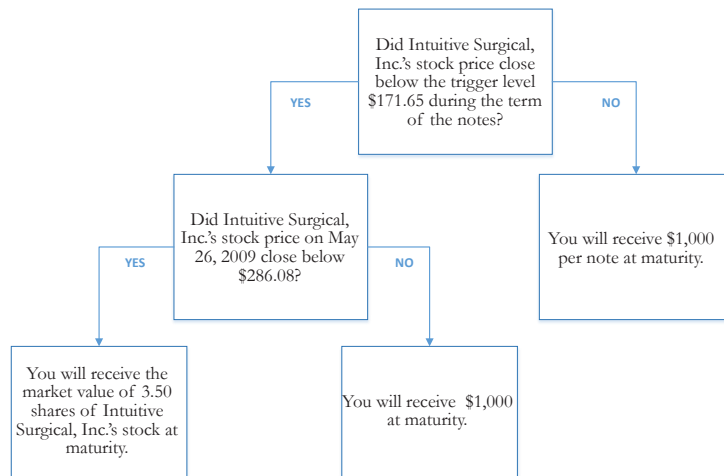 Did Intuitive Surgical,
Inc.'s stock price close
below the trigger level
$171.65 during the term
of the notes?
YES
NO
Did Intuitive Surgical,
Inc.'s stock price on May
26, 2009 close below
$286.08?
You will receive $1,000
per note at maturity.
YES
NO
You will receive the
market value of 3.50
shares of Intuitive
Surgical, Inc.'s stock at
maturity.
You will receive $1,000
at maturity.